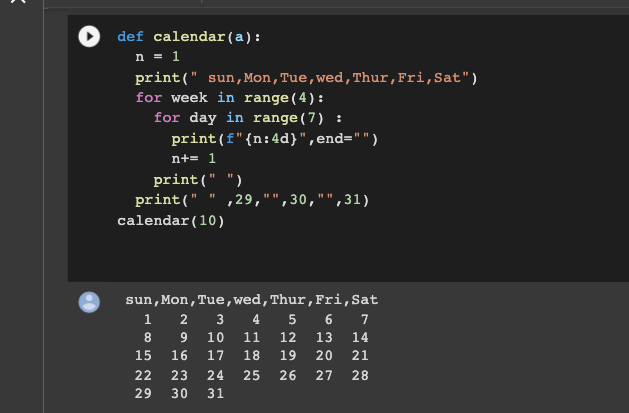 def calendar(a):
  n = 1
  print(" sun,Mon,Tue,wed,Thur,Fri,Sat")
  for week in range(4):
    for day in range(7) :
      print(f"{n:4d}",end="")
      n+= 1
    print(" ")
  print(" " ,29,"",30,"",31)
calendar(10)
 sun,Mon,Tue,wed,Thur,Fri,Sat
   1   2   3   4   5   6   7
   8   9  10  11  12  13  14
  15  16  17  18  19  20  21
  22  23  24  25  26  27  28
  29  30  31